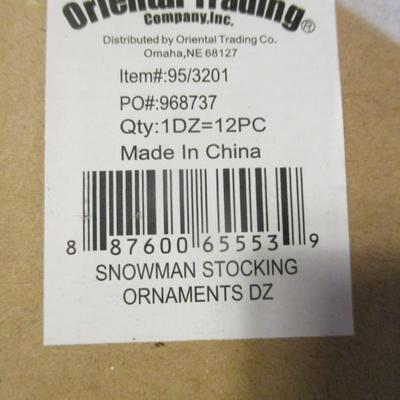 Oriental Trading®
Company,Inc.
Distributed by Oriental Trading Co.
Omaha,NE 68127
Item#:95/3201
PO#:968737
Qty:1DZ=12PC
Made In China
8 87600 65553 9
SNOWMAN STOCKING
ORNAMENTS DZ